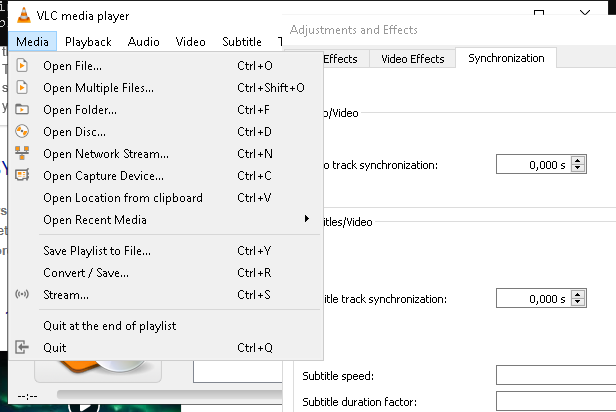 VLC media player
Adjustments and Effects
Media Playback Audio Video Subtitle T
Effects Video Effects Synchronization
Open File... Ctrl+O
Open Multiple Files... Ctrl+Shift+O
Open Folder... Ctrl+F
Open Disc... Ctrl+D
Open Network Stream... Ctrl+N
Open Capture Device... Ctrl+C
Open Location from clipboard Ctrl+V
Open Recent Media
Save Playlist to File... Ctrl+Y
Convert / Save... Ctrl+R
Stream... Ctrl+S
Quit at the end of playlist
Quit Ctrl+Q
o/Video
o track synchronization: 0,000 s
titles/Video
title track synchronization: 0,000 s
Subtitle speed:
Subtitle duration factor:
--:--